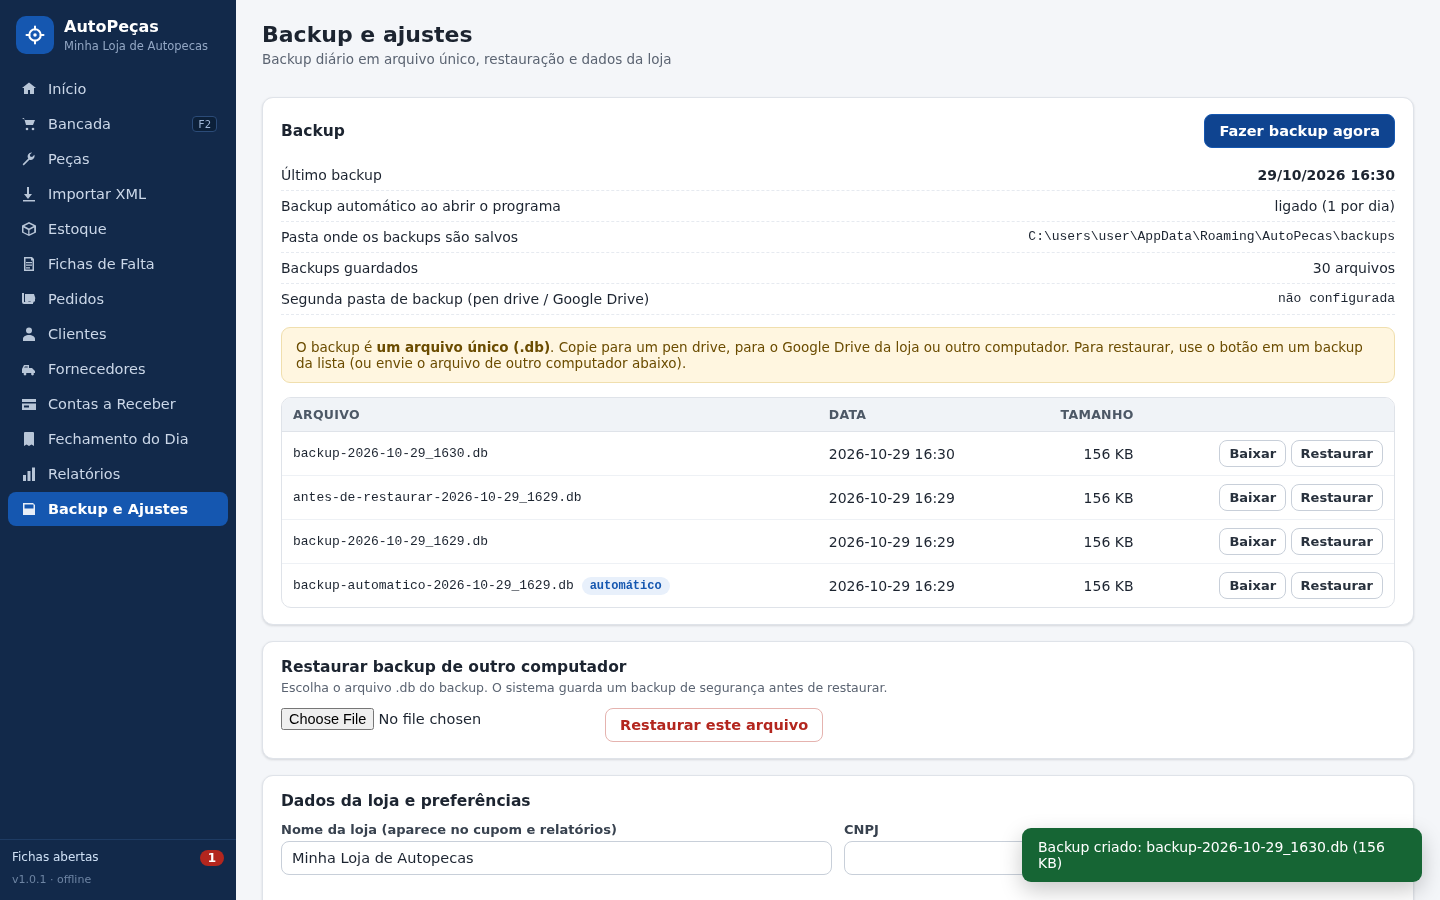 AutoPeças
Minha Loja de Autopecas
Início
Bancada F2
Peças
Importar XML
Estoque
Fichas de Falta
Pedidos
Clientes
Fornecedores
Contas a Receber
Fechamento do Dia
Relatórios
Backup e Ajustes
Fichas abertas 1
v1.0.1 · offline
Backup e ajustes
Backup diário em arquivo único, restauração e dados da loja
Backup Fazer backup agora
Último backup 29/10/2026 16:30
Backup automático ao abrir o programa ligado (1 por dia)
Pasta onde os backups são salvos C:\users\user\AppData\Roaming\AutoPecas\backups
Backups guardados 30 arquivos
Segunda pasta de backup (pen drive / Google Drive) não configurada
O backup é um arquivo único (.db). Copie para um pen drive, para o Google Drive da loja ou outro computador. Para restaurar, use o botão em um backup
da lista (ou envie o arquivo de outro computador abaixo).
ARQUIVO DATA TAMANHO
backup-2026-10-29_1630.db 2026-10-29 16:30 156 KB Baixar Restaurar
antes-de-restaurar-2026-10-29_1629.db 2026-10-29 16:29 156 KB Baixar Restaurar
backup-2026-10-29_1629.db 2026-10-29 16:29 156 KB Baixar Restaurar
backup-automatico-2026-10-29_1629.db automático 2026-10-29 16:29 156 KB Baixar Restaurar
Restaurar backup de outro computador
Escolha o arquivo .db do backup. O sistema guarda um backup de segurança antes de restaurar.
Choose File No file chosen Restaurar este arquivo
Dados da loja e preferências
Nome da loja (aparece no cupom e relatórios) CNPJ
Minha Loja de Autopecas
Backup criado: backup-2026-10-29_1630.db (156
KB)